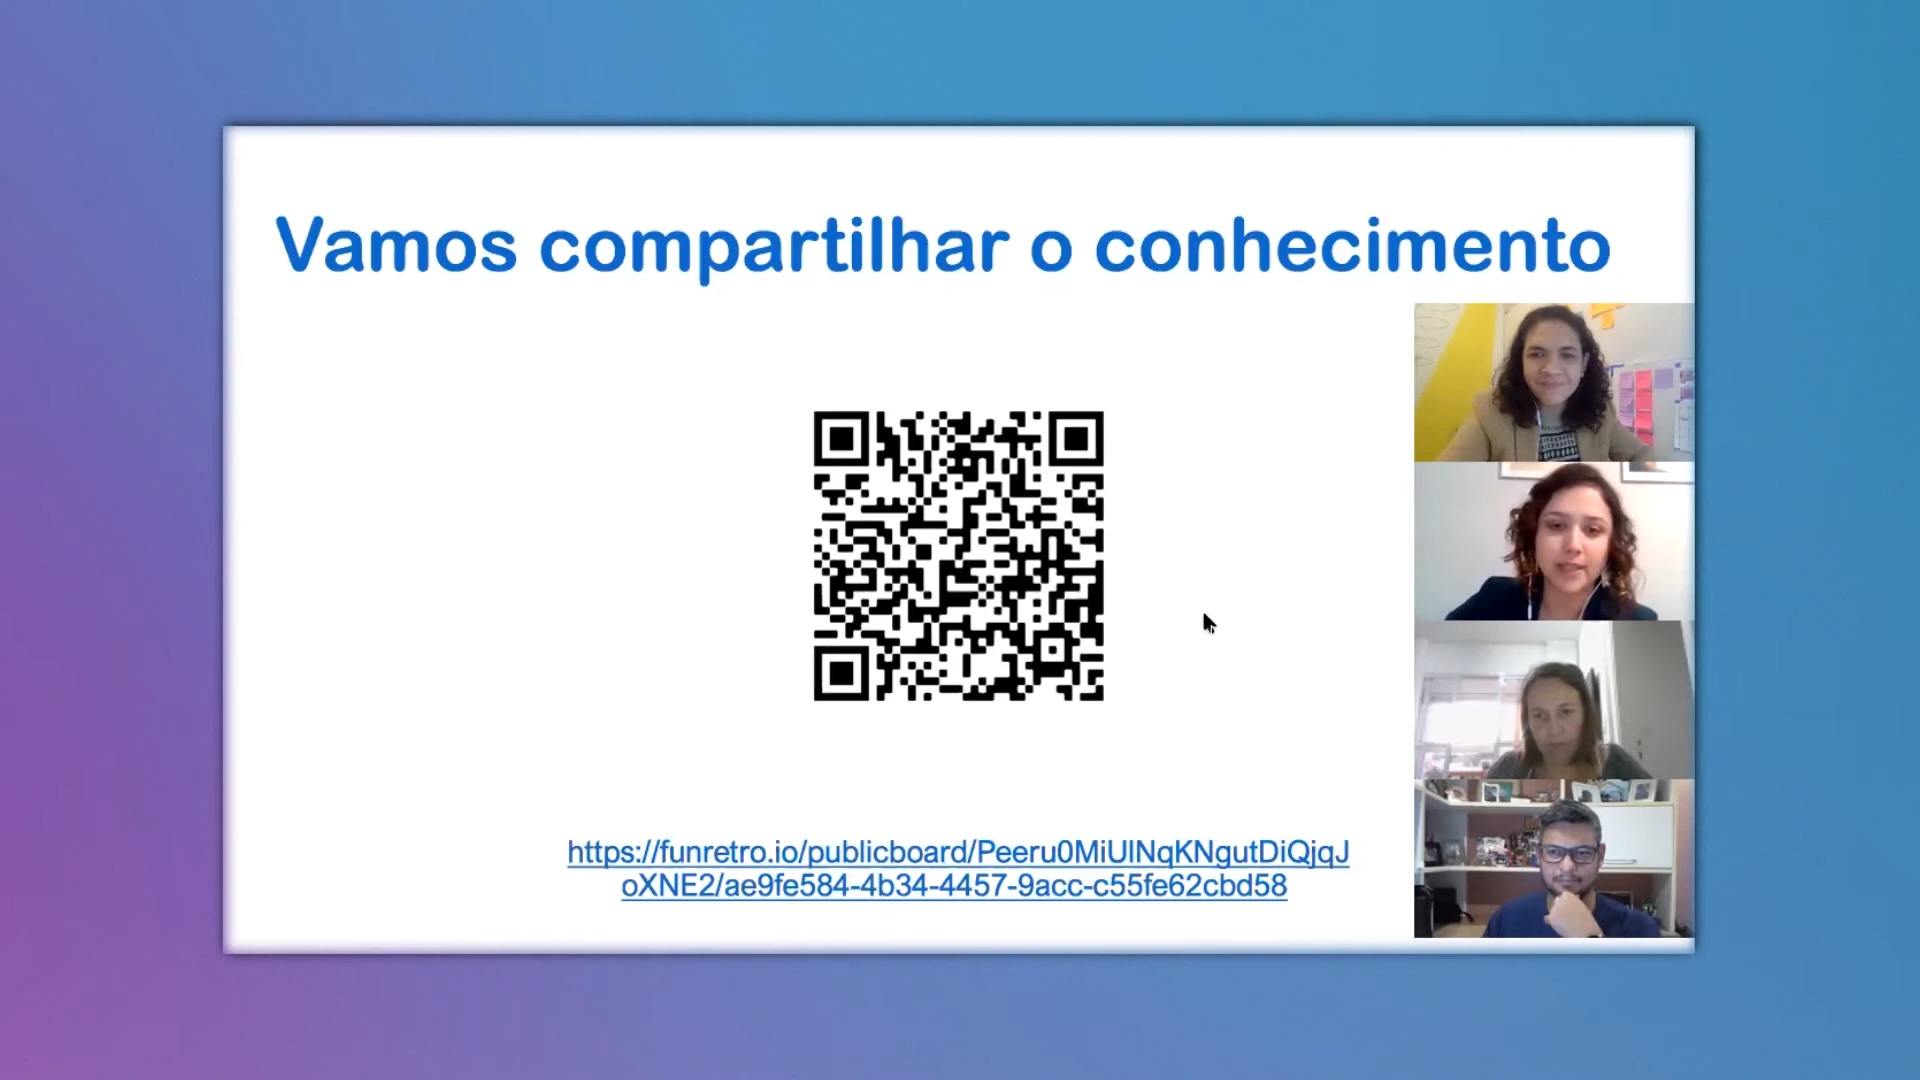 Vamos compartilhar o conhecimento
https://funretro.io/publicboard/Peeru0MiUlNqKNgutDiQjqJ
oXNE2/ae9fe584-4b34-4457-9acc-c55fe62cbd58